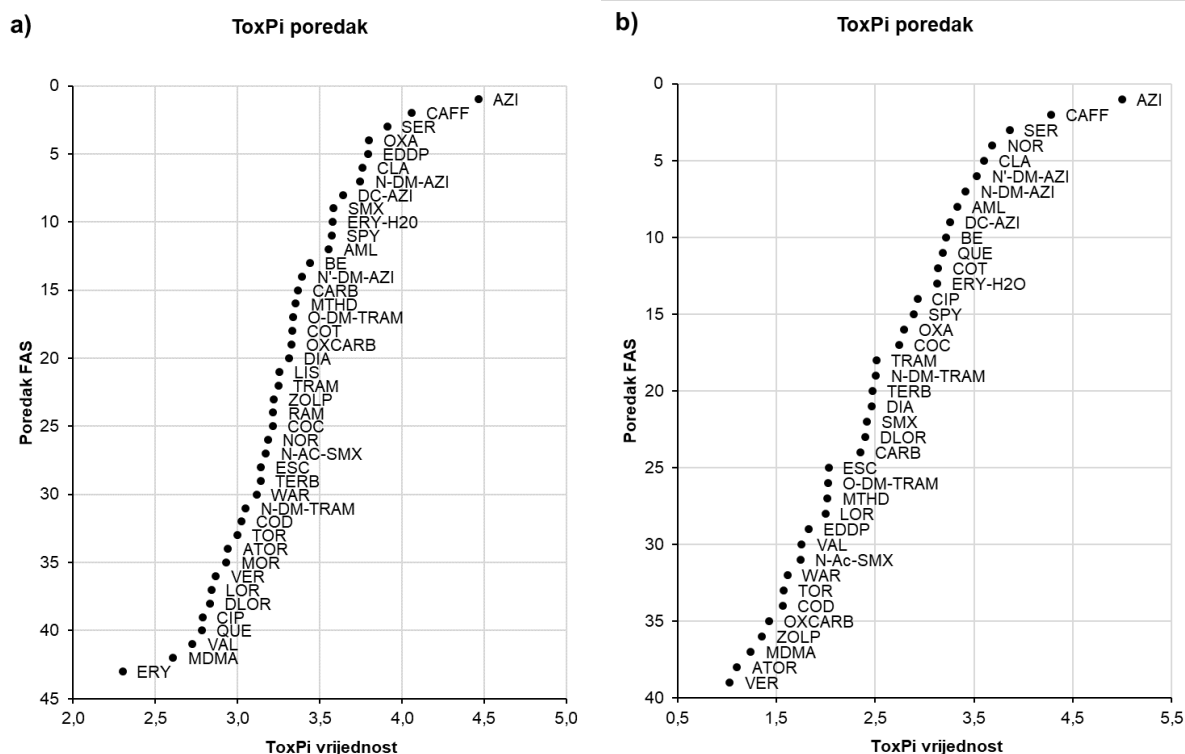 a)
ToxPi poredak
Poredak FAS
0
5
10
15
20
25
30
35
40
45
AZI
CAFF
SER
OXA
EDDP
CLA
N-DM-AZI
DC-AZI
SMX
ERY-H20
SPY
AML
BE
N'-DM-AZI
CARB
MTHD
O-DM-TRAM
COT
OXCARB
DIA
LIS
TRAM
ZOLP
RAM
COC
NOR
N-AC-SMX
ESC
TERB
WAR
N-DM-TRAM
COD
TOR
ATOR
MOR
VER
LOR
DLOR
CIP
QUE
VAL
MDMA
ERY
2,0 2,5 3,0 3,5 4,0 4,5 5,0
ToxPi vrijednost
b)
ToxPi poredak
Poredak FAS
0
5
10
15
20
25
30
35
40
AZI
CAFF
SER
NOR
CLA
N'-DM-AZI
N-DM-AZI
AML
DC-AZI
BE
QUE
COT
ERY-H2O
CIP
SPY
OXA
COC
TRAM
N-DM-TRAM
TERB
DIA
SMX
DLOR
CARB
ESC
O-DM-TRAM
MTHD
LOR
EDDP
VAL
N-Ac-SMX
WAR
TOR
COD
OXCARB
ZOLP
MDMA
ATOR
VER
0,5 1,5 2,5 3,5 4,5 5,5
ToxPi vrijednost